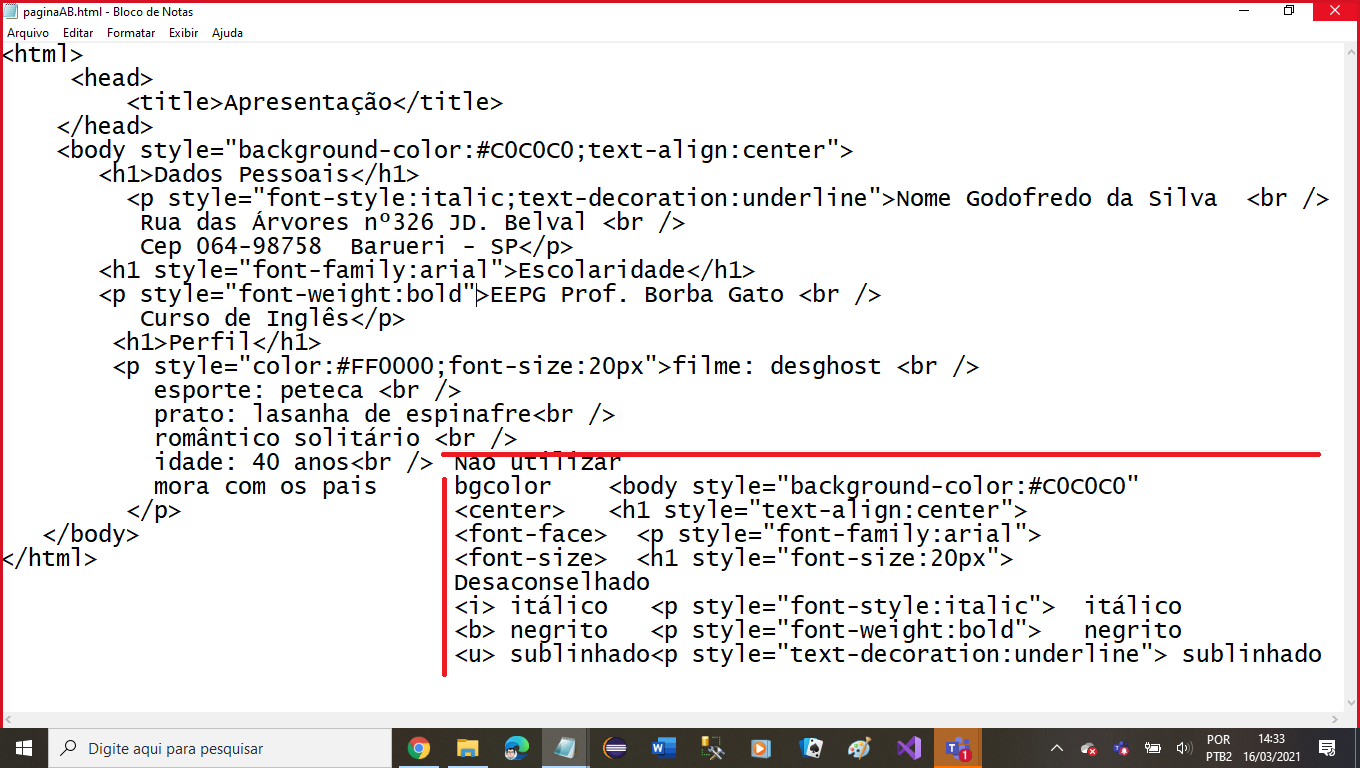 paginaAB.html - Bloco de Notas
Arquivo Editar Formatar Exibir Ajuda
<html>
<head>
<title>Apresentação</title>
</head>
<body style="background-color:#C0C0C0;text-align:center">
<h1>Dados Pessoais</h1>
<p style="font-style:italic;text-decoration:underline">Nome Godofredo da Silva <br />
Rua das Árvores nº326 JD. Belval <br />
Cep 064-98758 Barueri - SP</p>
<h1 style="font-family:arial">Escolaridade</h1>
<p style="font-weight:bold">EEPG Prof. Borba Gato <br />
Curso de Inglês</p>
<h1>Perfil</h1>
<p style="color:#FF0000;font-size:20px">filme: desghost <br />
esporte: peteca <br />
prato: lasanha de espinafre<br />
romântico solitário <br />
idade: 40 anos<br /> Não utilizar
mora com os pais bgcolor <body style="background-color:#C0C0C0"
</p> <center> <h1 style="text-align:center">
</body> <font-face> <p style="font-family:arial">
</html> <font-size> <h1 style="font-size:20px">
Desaconselhado
<i> itálico <p style="font-style:italic"> itálico
<b> negrito <p style="font-weight:bold"> negrito
<u> sublinhado<p style="text-decoration:underline"> sublinhado
Digite aqui para pesquisar
1
POR
PTB2
14:33
16/03/2021